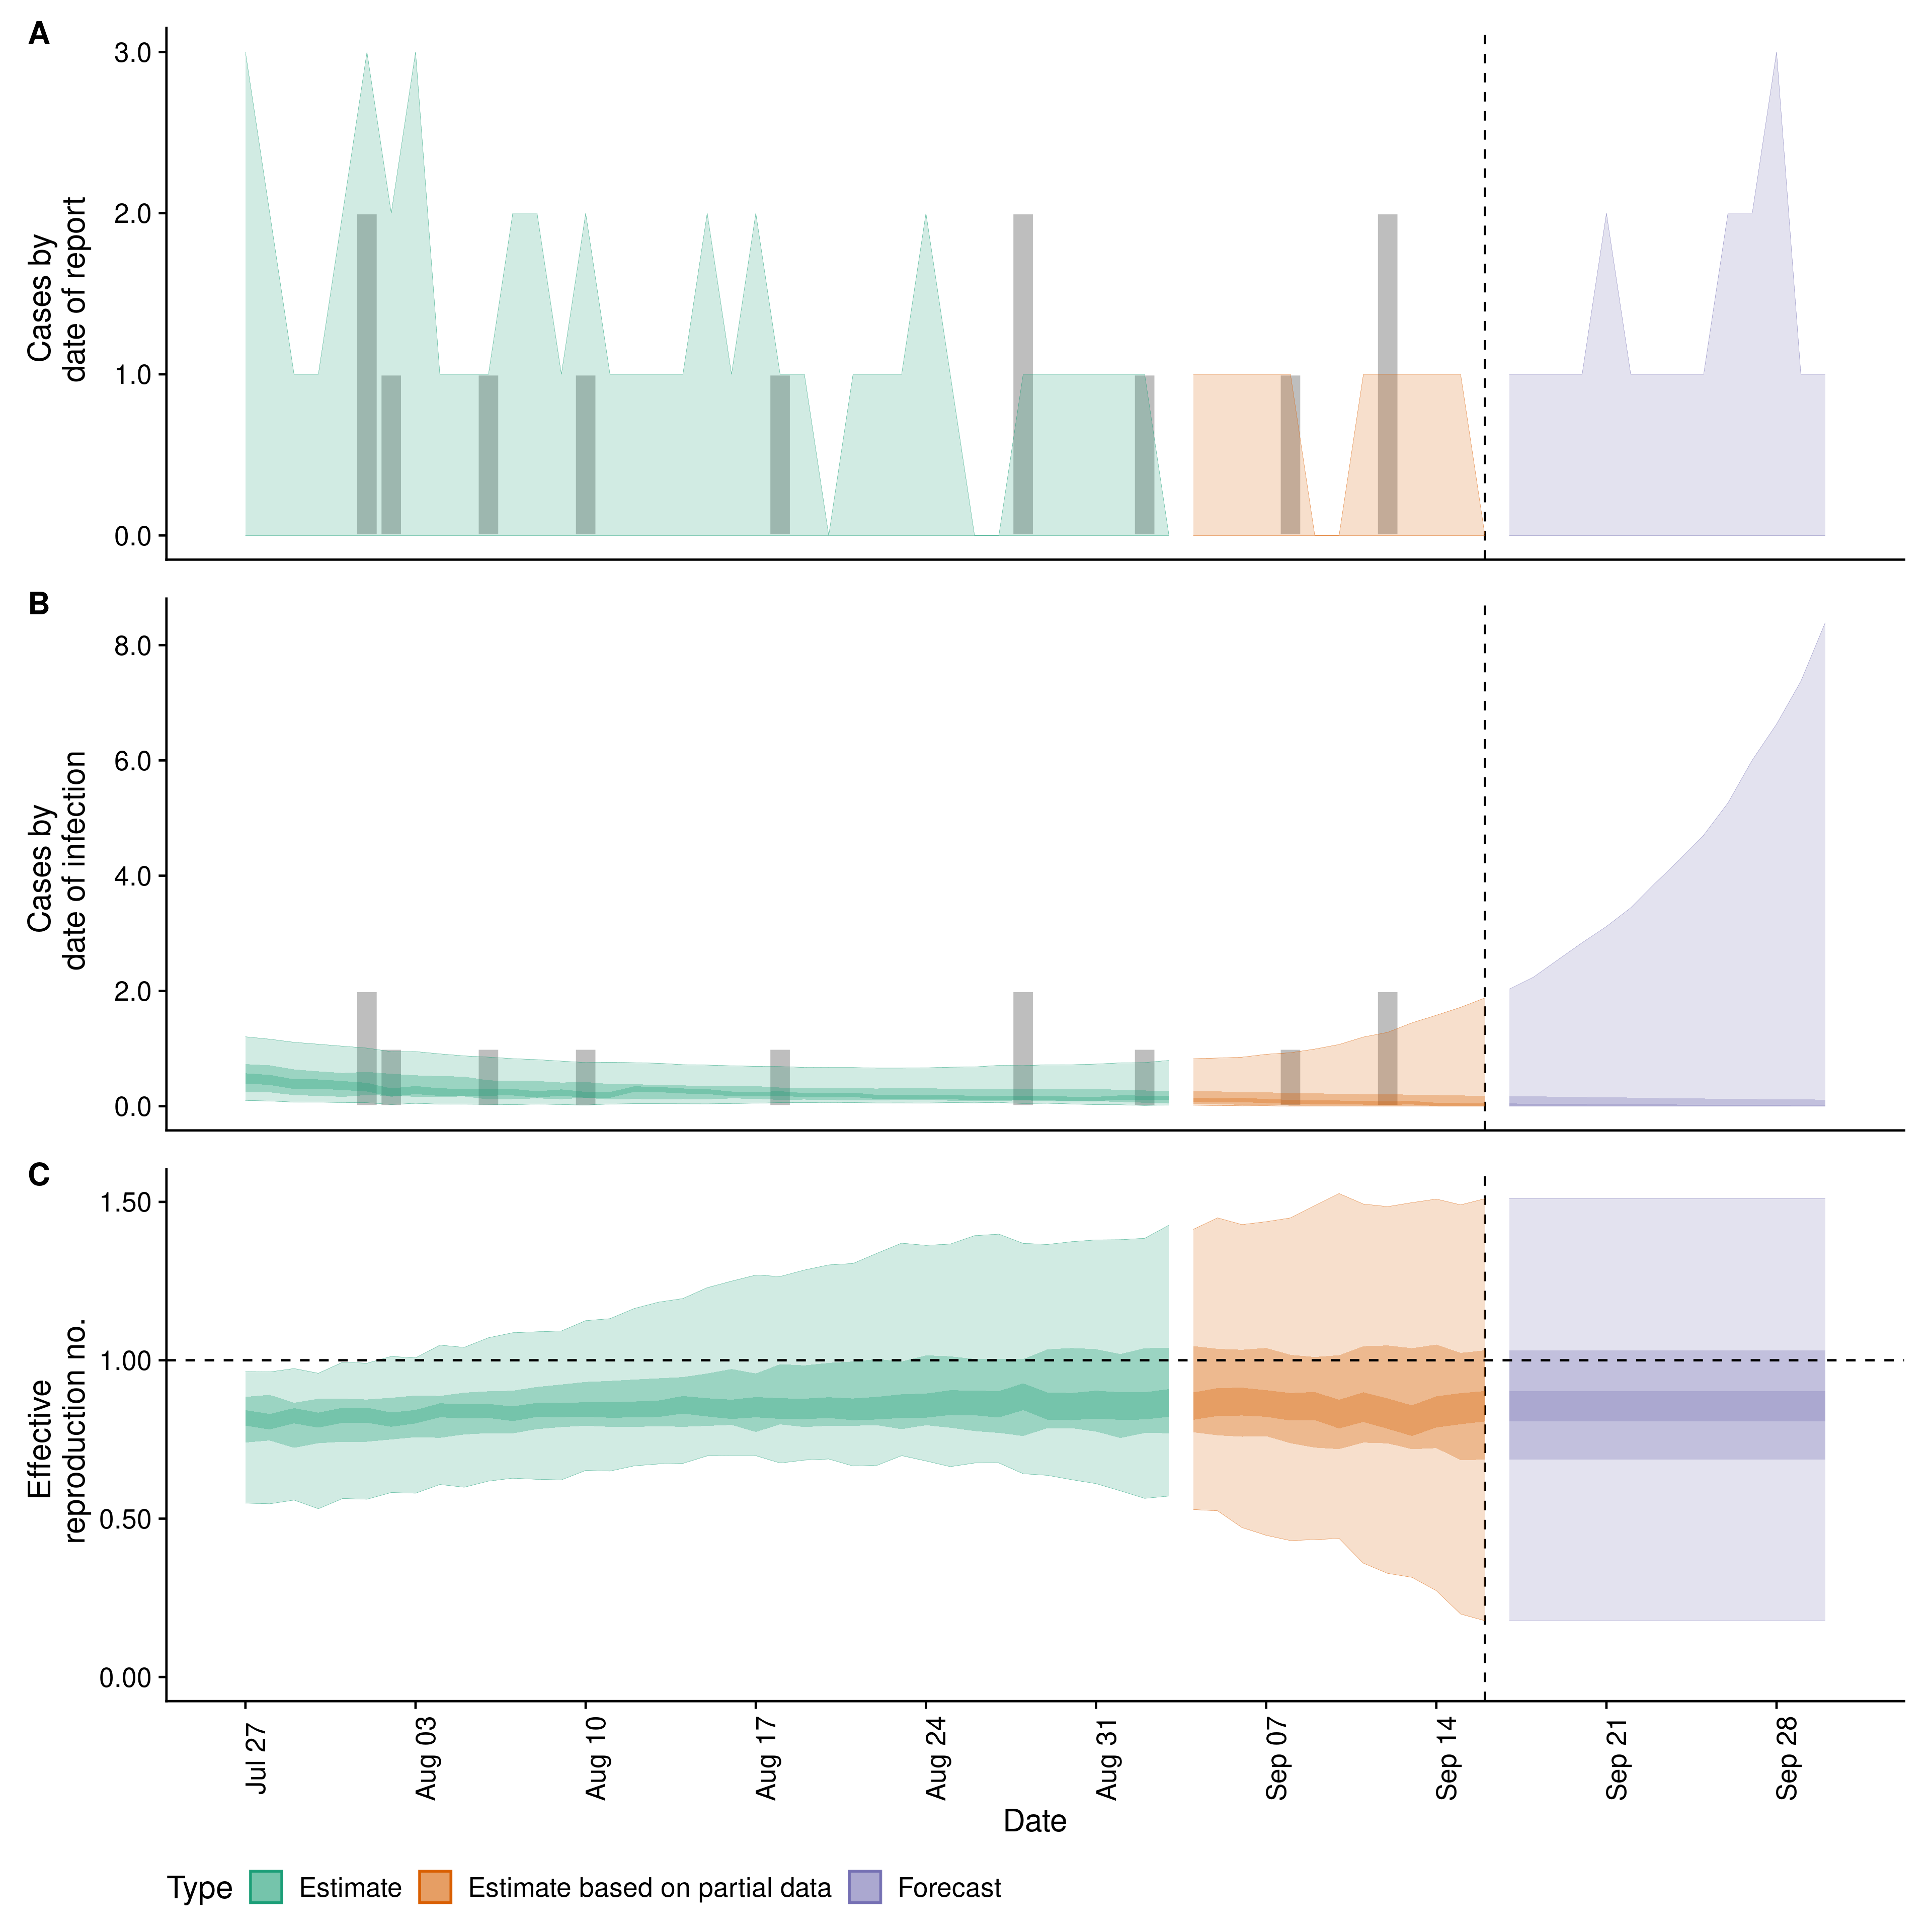 A
Cases by
date of report
3.0
2.0
1.0
0.0
B
Cases by
date of infection
8.0
6.0
4.0
2.0
0.0
C
Effective
reproduction no.
1.50
1.00
0.50
0.00
Jul 27
Aug 03
Aug 10
Aug 17
Aug 24
Aug 31
Sep 07
Sep 14
Sep 21
Sep 28
Date
Type Estimate Estimate based on partial data Forecast